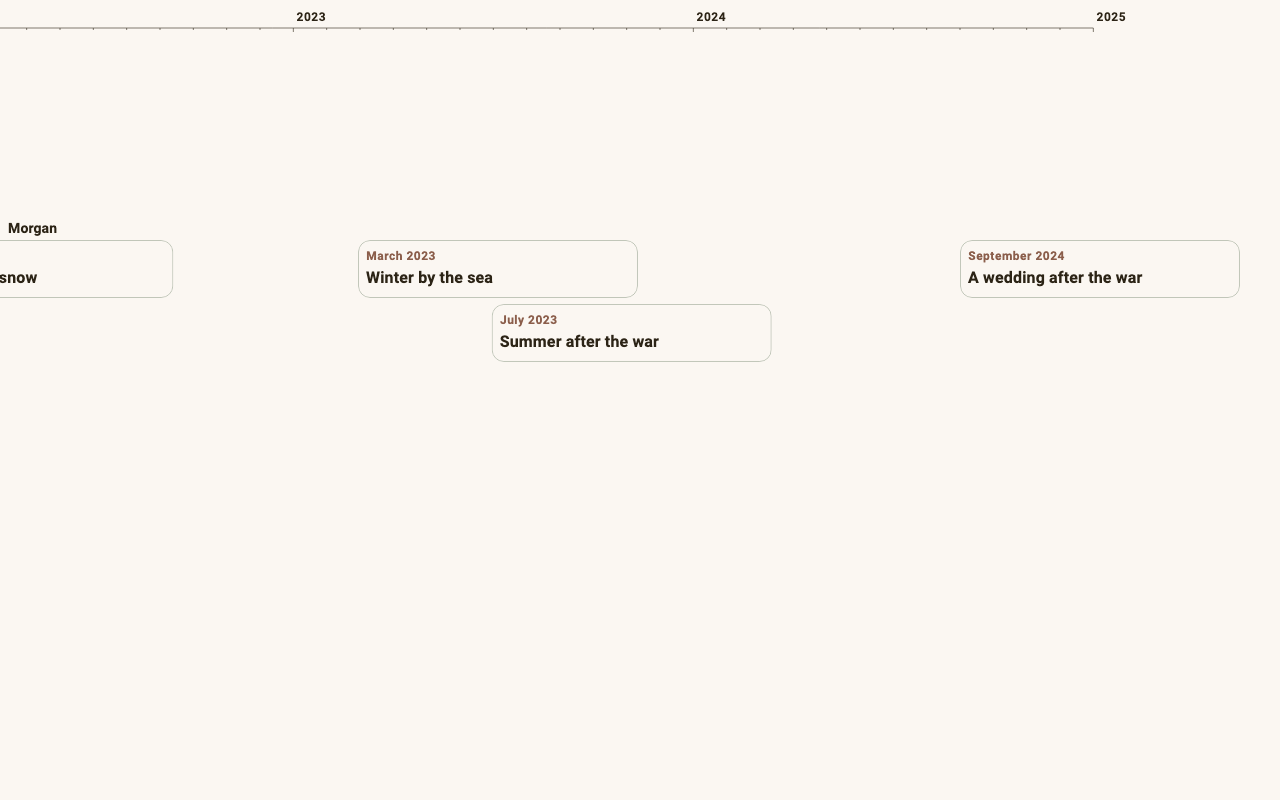 2023
2024
2025
Morgan
snow
March 2023
Winter by the sea
September 2024
A wedding after the war
July 2023
Summer after the war